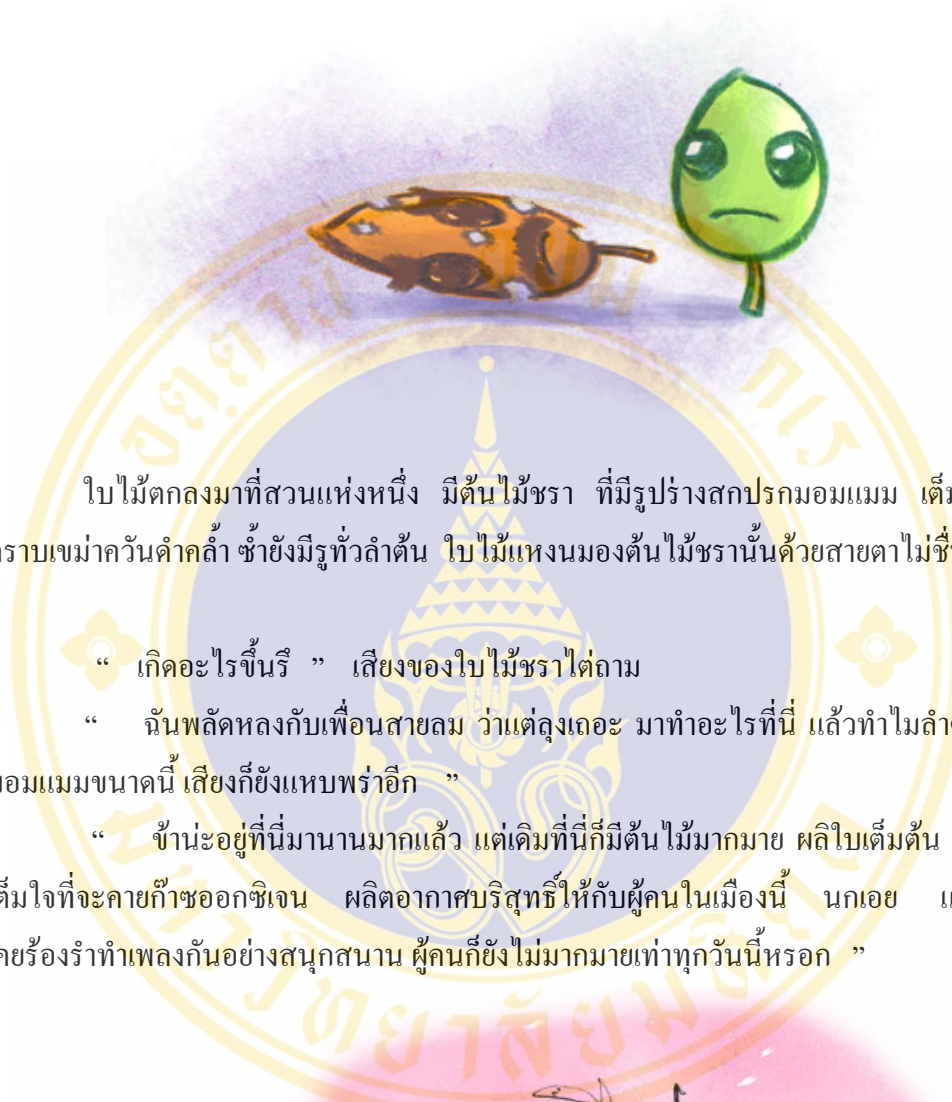 ใบไม้ตกลงมาที่สวนแห่งหนึ่ง มีต้นไม้ชรา ที่มีรูปร่างสกปรกมอมแมม
เขม่าควันดำคล้ำ ซ้ำยังมีรูทั่วลำต้น ใบไม้แหงนมองต้นไม้ชรานั้นด้วยสายตาไม่
“ เกิดอะไรขึ้นรึ ” เสียงของใบไม้ชราไต่ถาม
“ ฉันพลัดหลงกับเพื่อนสายลม ว่าแต่ลุงเถอะ มาทำอะไรที่นี่ แล้วทำไม
มอมแมมขนาดนี้ เสียงก็ยังแหบพร่าอีก ”
“ ข้าน่ะอยู่ที่นี่มานานมากแล้ว แต่เดิมที่นี่ก็มีต้นไม้มากมาย ผลิใบเต็มต้น
เต็มใจที่จะคายก๊าซออกซิเจน ผลิตอากาศบริสุทธิ์ให้กับผู้คนในเมืองนี้ นกเอย
ร้องรำทำเพลงกันอย่างสนุกสนาน ผู้คนก็ยังไม่มากมายเท่าทุกวันนี้หรอก ”
มหาวิทยาลัยมหิดล